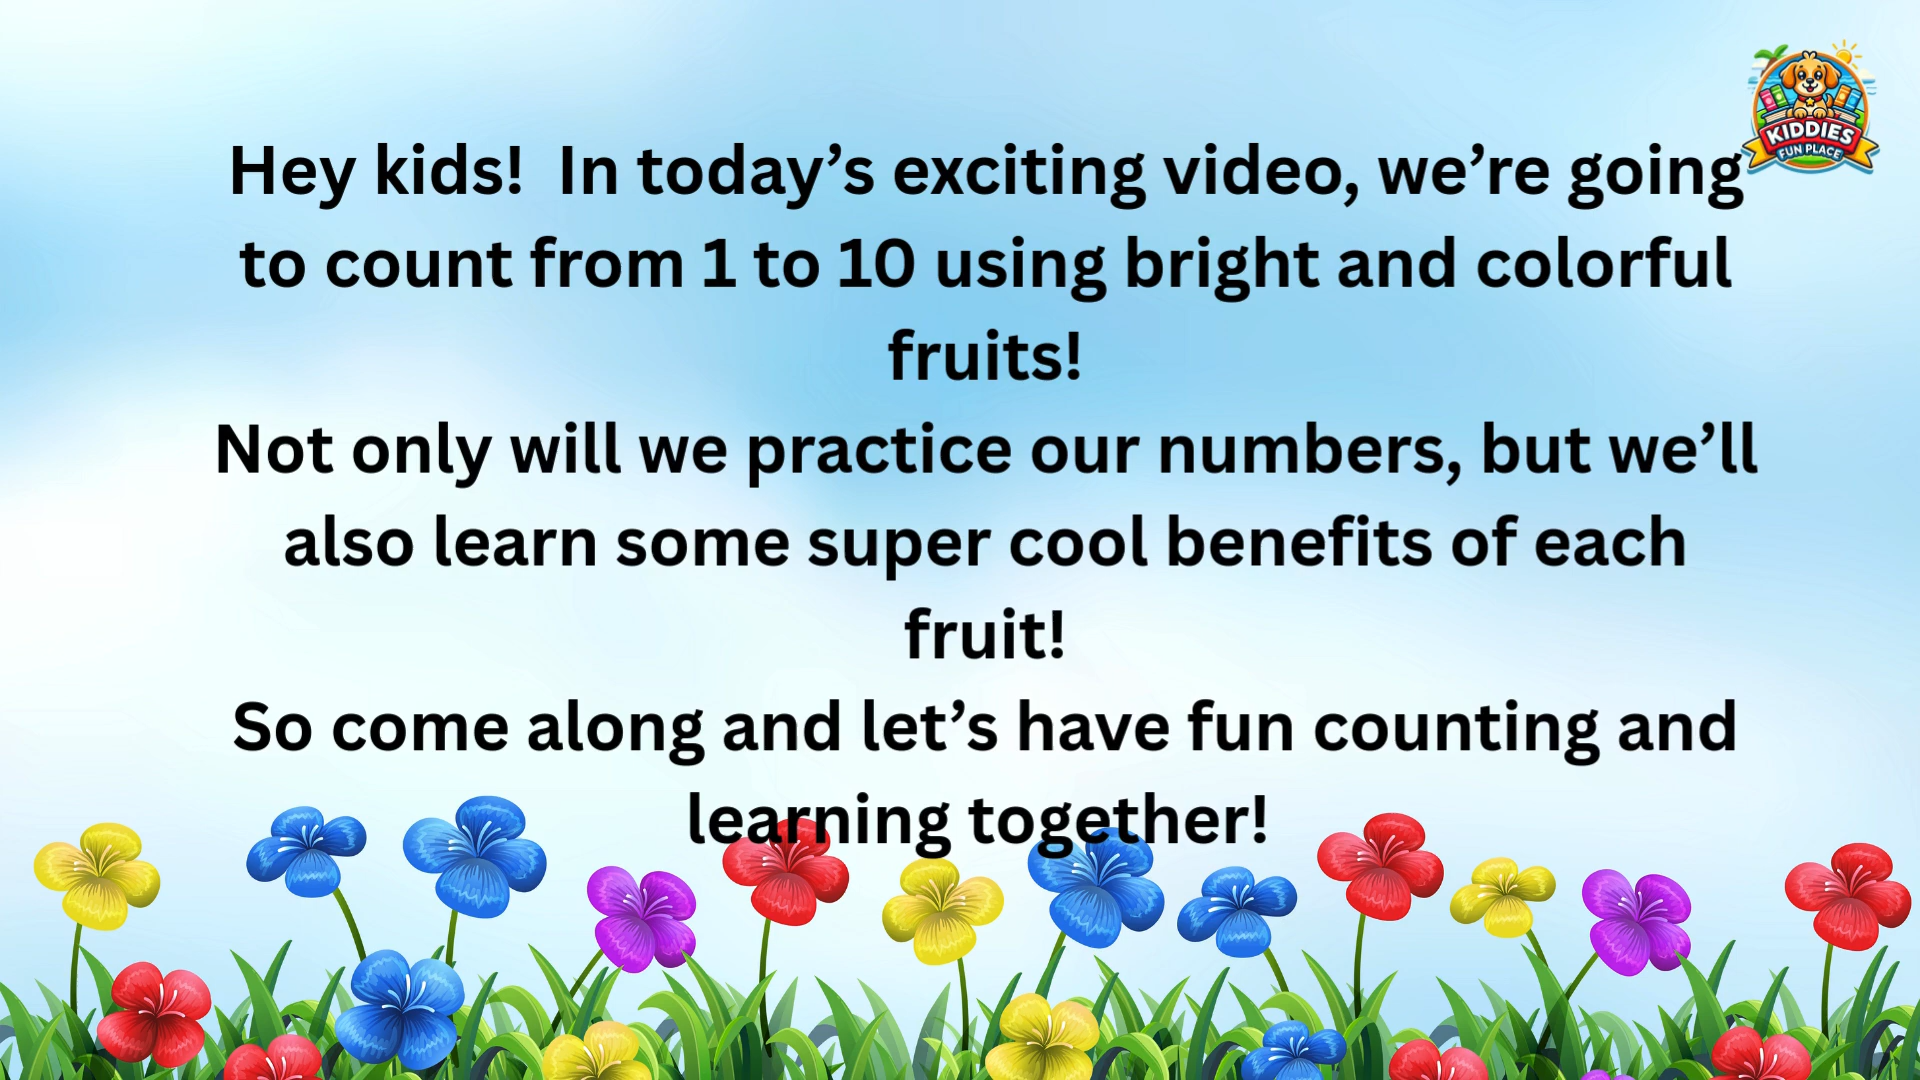 KIDDIES
FUN PLACE
Hey kids!  In today’s exciting video, we’re going
to count from 1 to 10 using bright and colorful
fruits!
Not only will we practice our numbers, but we’ll
also learn some super cool benefits of each
fruit!
So come along and let’s have fun counting and
learning together!